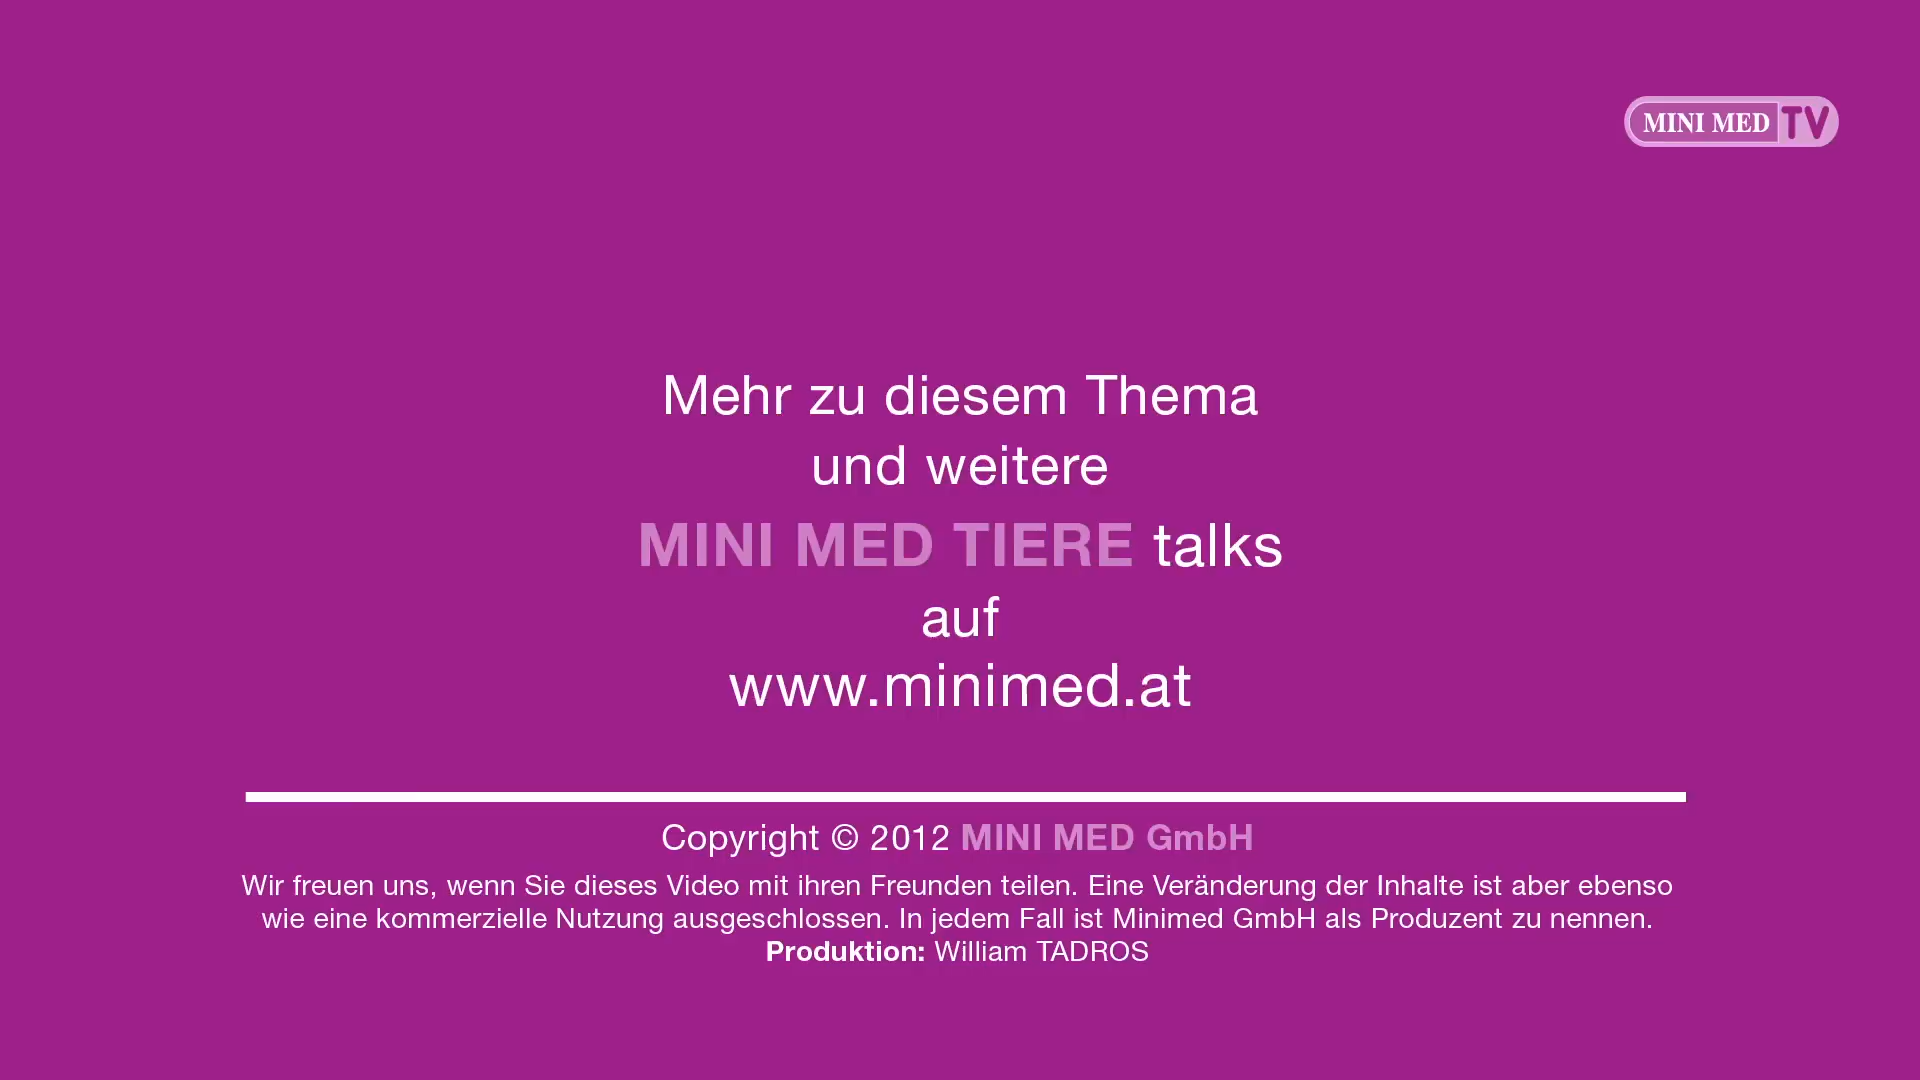 MINI MED TV
Mehr zu diesem Thema
und weitere
MINI MED TIERE talks
auf
www.minimed.at
Copyright © 2012 MINI MED GmbH
Wir freuen uns, wenn Sie dieses Video mit ihren Freunden teilen. Eine Veränderung der Inhalte ist aber ebenso
wie eine kommerzielle Nutzung ausgeschlossen. In jedem Fall ist Minimed GmbH als Produzent zu nennen.
Produktion: William TADROS